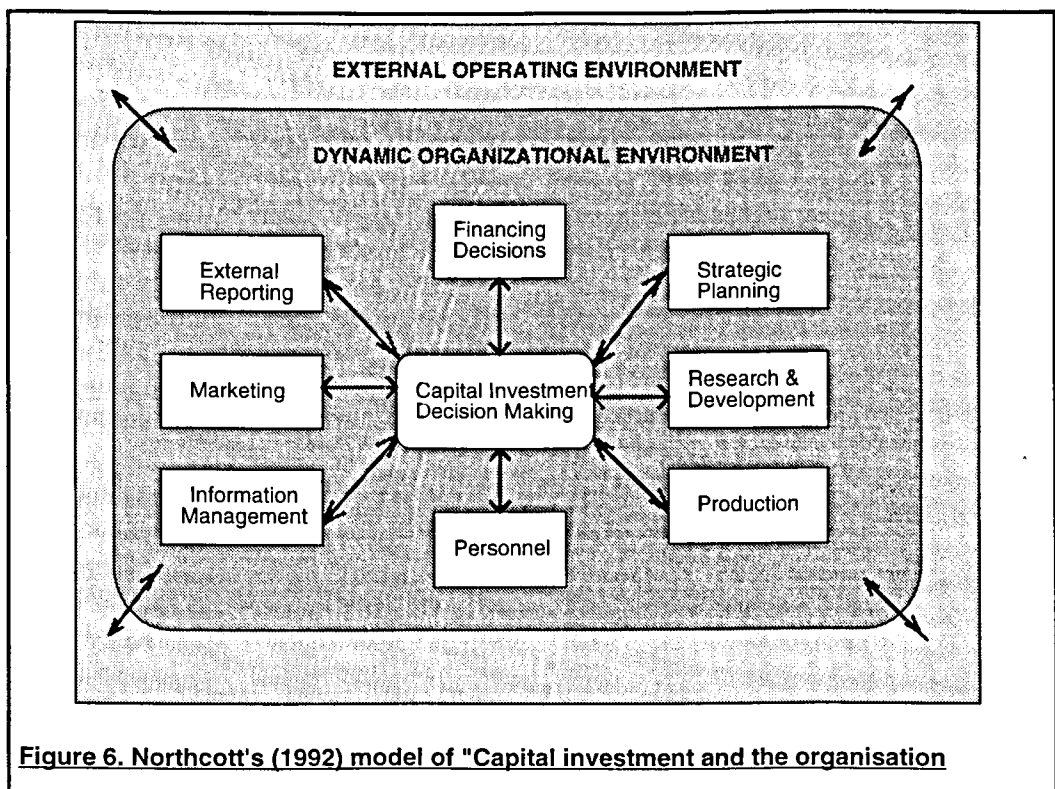 EXTERNAL OPERATING ENVIRONMENT
DYNAMIC ORGANIZATIONAL ENVIRONMENT
Financing
Decisions
External
Reporting
Strategic
Planning
Marketing
Capital Investment
Decision Making
Research &
Development
Information
Management
Production
Personnel
Figure 6. Northcott's (1992) model of "Capital investment and the organisation